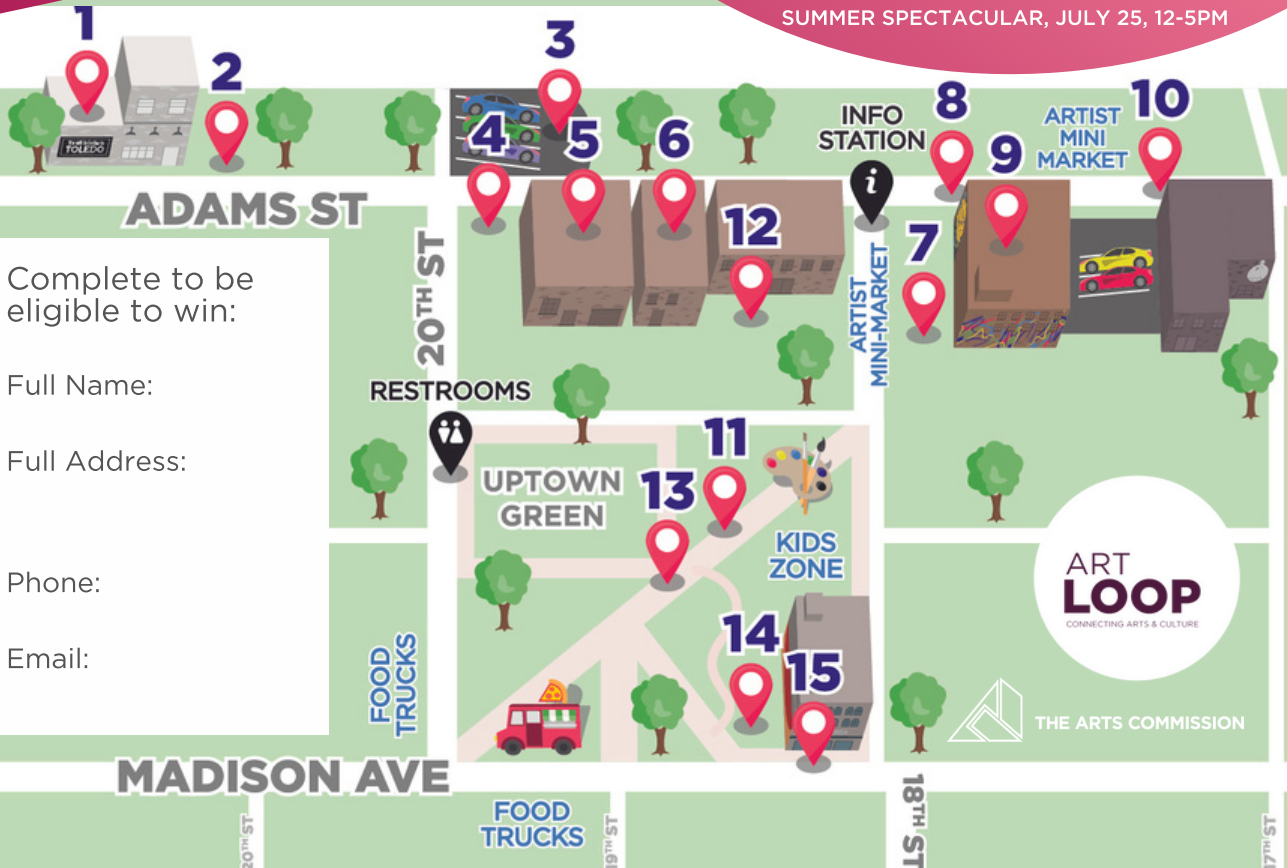 SUMMER SPECTACULAR, JULY 25, 12-5PM
1
2
3
4
5
6
INFO
STATION
i
8
9
ARTIST
MINI
MARKET
10
TOLEDO
ADAMS ST
20TH ST
12
7
ARTIST
MINI-MARKET
Complete to be
eligible to win:
Full Name:
Full Address:
Phone:
Email:
RESTROOMS
UPTOWN
GREEN
11
13
KIDS
ZONE
14
15
FOOD
TRUCKS
ART
LOOP
CONNECTING ARTS & CULTURE
THE ARTS COMMISSION
MADISON AVE
FOOD
TRUCKS
20TH ST
19TH ST
18TH ST